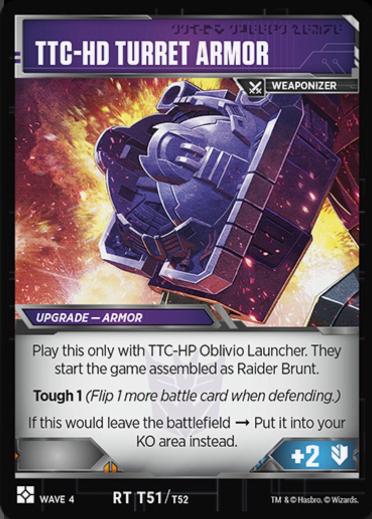 TTC-HD TURRET ARMOR
WEAPONIZER
UPGRADE — ARMOR
Play this only with TTC-HP Oblivio Launcher. They
start the game assembled as Raider Brunt.
Tough 1 (Flip 1 more battle card when defending.)
If this would leave the battlefield → Put it into your
KO area instead.
+2
WAVE 4 RT T51/T52 TM & © Hasbro. © Wizards.